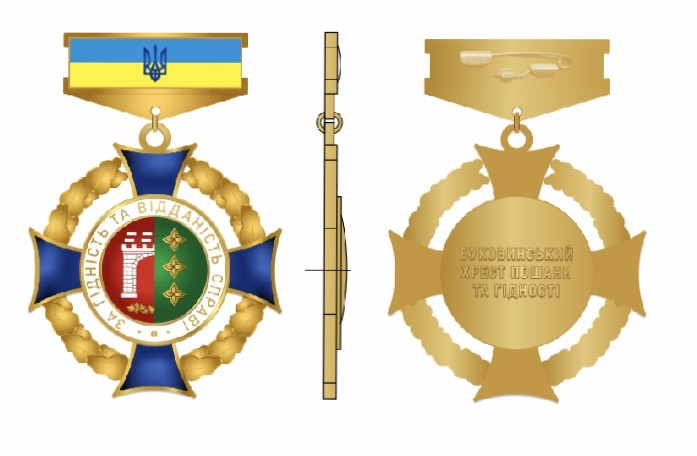 ЗА ГІДНІСТЬ ТА ВІДДАНІСТЬ СПРАВІ
БУКОВИНСЬКИЙ
ХРЕСТ ПОШАНИ
ТА ГІДНОСТІ